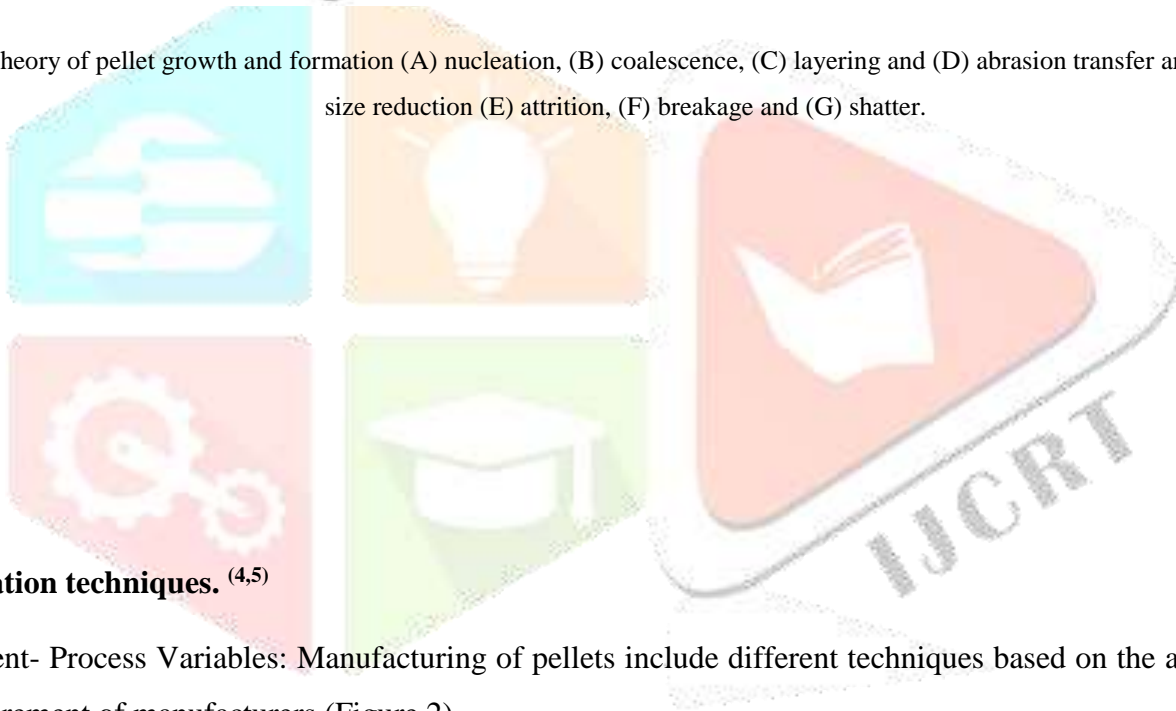 heory of pellet growth and formation (A) nucleation, (B) coalescence, (C) layering and (D) abrasion transfer
size reduction (E) attrition, (F) breakage and (G) shatter.
IJCRT
ation techniques. (4,5)
ent- Process Variables: Manufacturing of pellets include different techniques based on the a
rement of manufacturers (Figure 2)